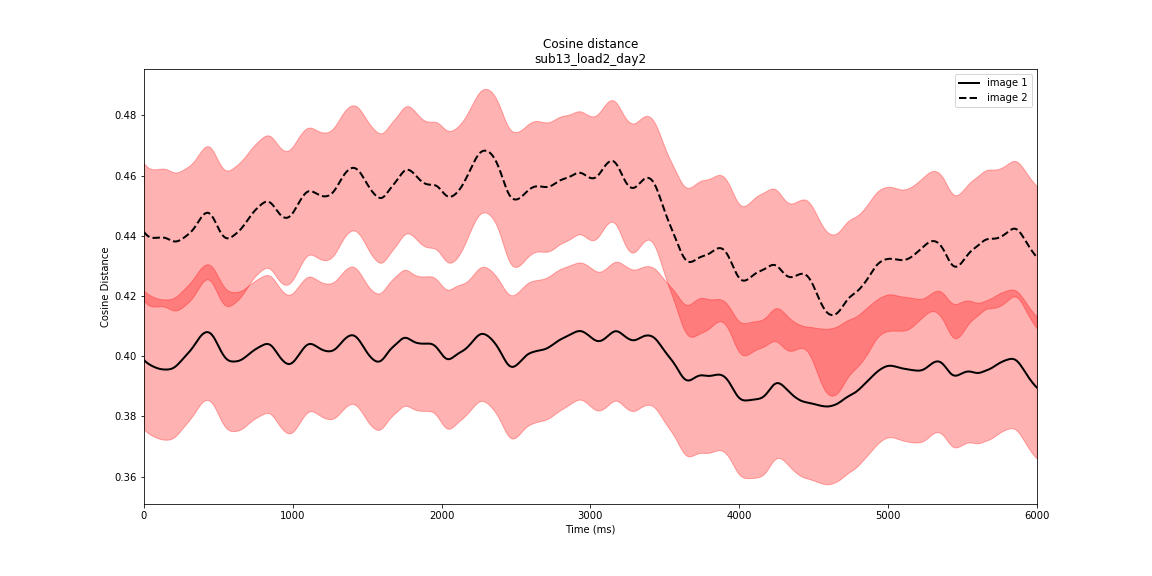 Cosine distance
sub13_load2_day2
image 1
image 2
Cosine Distance
0.48
0.46
0.44
0.42
0.40
0.38
0.36
0
1000
2000
3000
4000
5000
6000
Time (ms)